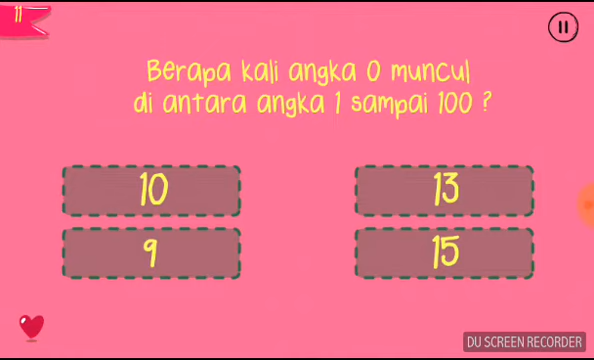 11
Berapa kali angka 0 muncul
di antara angka 1 sampai 100 ?
10
13
9
15
DU SCREEN RECORDER